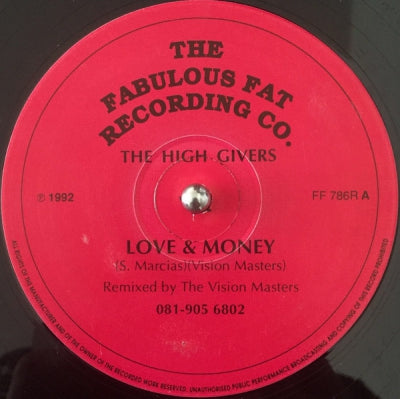 THE
FABULOUS FAT
RECORDING CO.
THE HIGH GIVERS
℗ 1992
FF 786R A
LOVE & MONEY
(S. Marcias)(Vision Masters)
Remixed by The Vision Masters
081-905 6802
ALL RIGHTS OF THE MANUFACTURER AND OF THE OWNER OF THE RECORDED WORK RESERVED. UNAUTHORISED PUBLIC PERFORMANCE BROADCASTING AND COPYING OF THIS RECORD PROHIBITED